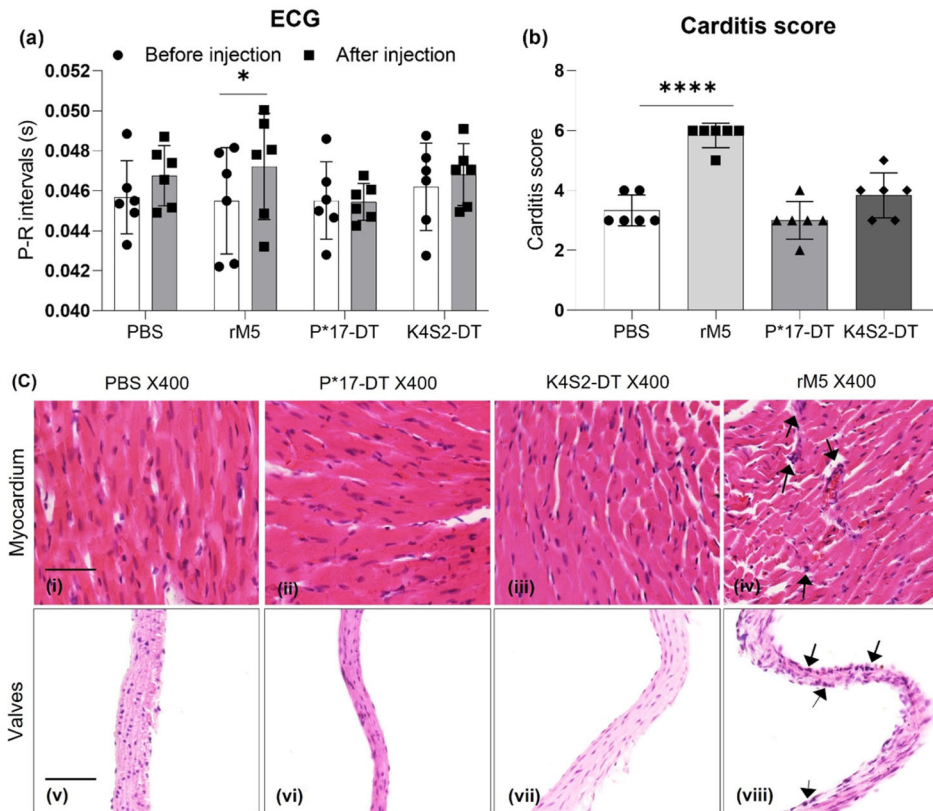 ECG
(a)
Before injection
After injection
P-R intervals (s)
0.052
0.050
0.048
0.046
0.044
0.042
0.040
*
PBS
rM5
P*17-DT
K4S2-DT
Carditis score
(b)
Carditis score
8
6
4
2
0
****
PBS
rM5
P*17-DT
K4S2-DT
(C)
PBS X400
P*17-DT X400
K4S2-DT X400
rM5 X400
Myocardium
(i)
(ii)
(iii)
(iv)
Valves
(v)
(vi)
(vii)
(viii)